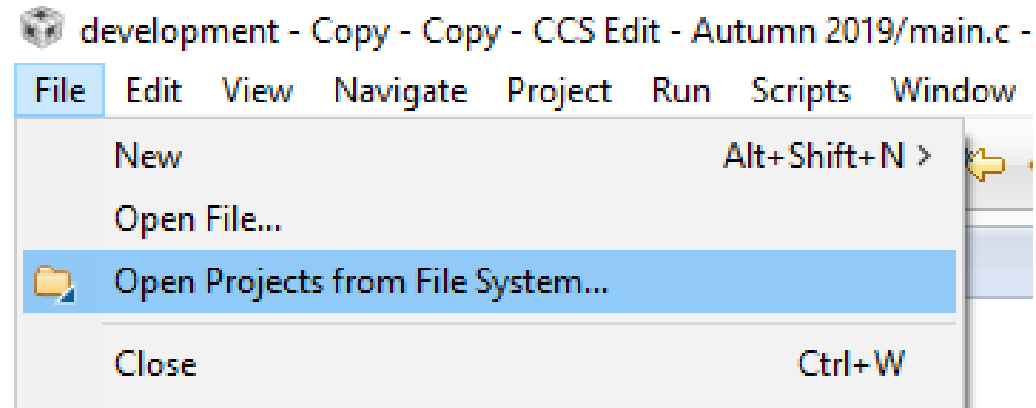 development - Copy - Copy - CCS Edit - Autumn 2019/main.c -
File Edit View Navigate Project Run Scripts Window
New Alt+Shift+N >
Open File...
Open Projects from File System...
Close Ctrl+W